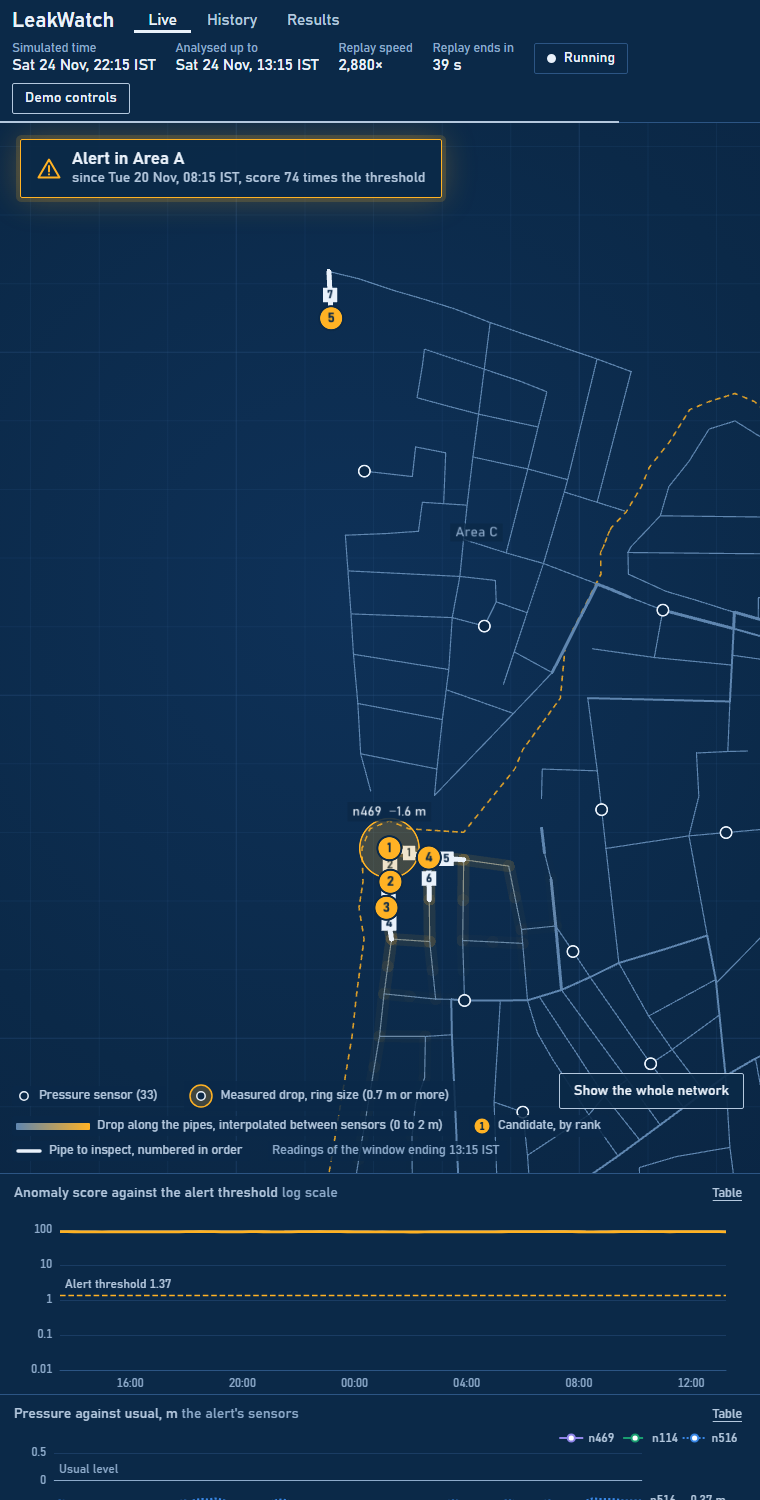 LeakWatch Live History Results
Simulated time Analysed up to Replay speed Replay ends in
Sat 24 Nov, 22:15 IST Sat 24 Nov, 13:15 IST 2,880× 39 s
Running
Demo controls
Alert in Area A
since Tue 20 Nov, 08:15 IST, score 74 times the threshold
7
5
Area C
n469 −1.6 m
1
1
4
5
2
2
6
3
4
Pressure sensor (33) Measured drop, ring size (0.7 m or more)
Show the whole network
Drop along the pipes, interpolated between sensors (0 to 2 m) 1 Candidate, by rank
Pipe to inspect, numbered in order Readings of the window ending 13:15 IST
Anomaly score against the alert threshold log scale Table
100
10
Alert threshold 1.37
1
0.1
0.01
16:00 20:00 00:00 04:00 08:00 12:00
Pressure against usual, m the alert's sensors Table
n469 n114 n516
0.5
Usual level
0